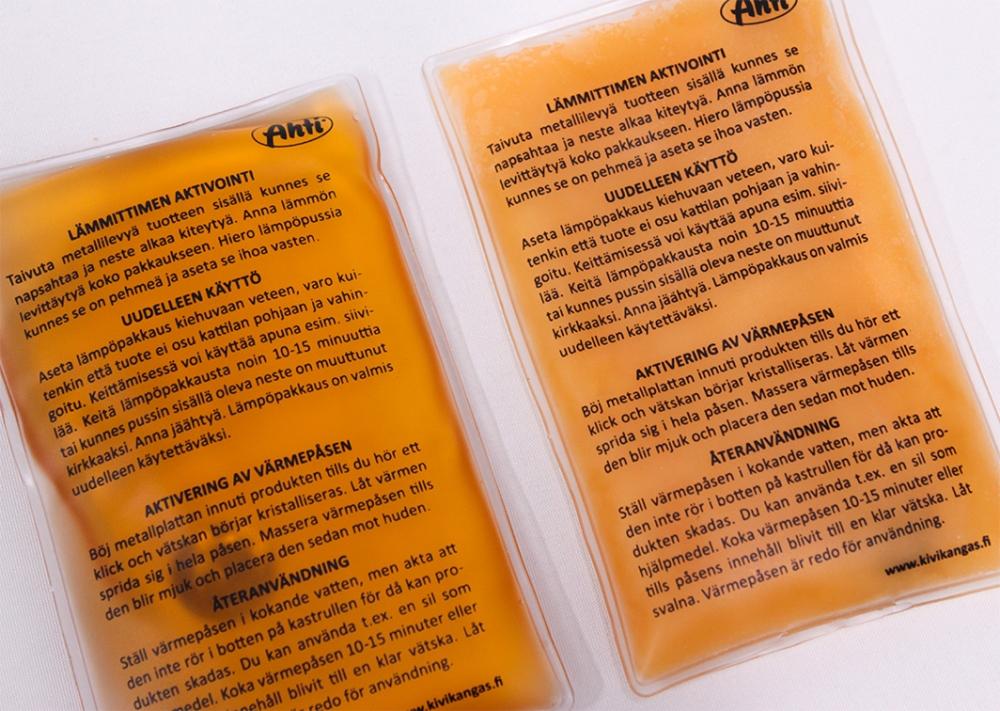 Ahti
LÄMMITTIMEN AKTIVOINTI
Taivuta metallilevyä tuotteen sisällä kunnes se
napsahtaa ja neste alkaa kiteytyä. Anna lämmön
levittäytyä koko pakkaukseen. Hiero lämpöpussia
kunnes se on pehmeä ja aseta se ihoa vasten.
UUDELLEEN KÄYTTÖ
Aseta lämpöpakkaus kiehuvaan veteen, varo kui-
tenkin että tuote ei osu kattilan pohjaan ja vahin-
goitu. Keittämisessä voi käyttää apuna esim. siivi-
lää. Keitä lämpöpakkausta noin 10-15 minuuttia
tai kunnes pussin sisällä oleva neste on muuttunut
kirkkaaksi. Anna jäähtyä. Lämpöpakkaus on valmis
uudelleen käytettäväksi.
AKTIVERING AV VÄRMEPÅSEN
Böj metallplattan innuti produkten tills du hör ett
klick och vätskan börjar kristalliseras. Låt värmen
sprida sig i hela påsen. Massera värmepåsen tills
den blir mjuk och placera den sedan mot huden.
ÅTERANVÄNDNING
Ställ värmepåsen i kokande vatten, men akta att
den inte rör i botten på kastrullen för då kan pro-
dukten skadas. Du kan använda t.ex. en sil som
medel. Koka värmepåsen 10-15 minuter eller
innehåll blivit till en klar vätska. Låt
är redo för användning.
www.kivikangas.fi
Ahti
LÄMMITTIMEN AKTIVOINTI
Taivuta metallilevyä tuotteen sisällä kunnes se
napsahtaa ja neste alkaa kiteytyä. Anna lämmön
levittäytyä koko pakkaukseen. Hiero lämpöpussia
kunnes se on pehmeä ja aseta se ihoa vasten.
UUDELLEEN KÄYTTÖ
Aseta lämpöpakkaus kiehuvaan veteen, varo kui-
tenkin että tuote ei osu kattilan pohjaan ja vahin-
goitu. Keittämisessä voi käyttää apuna esim. siivi-
lää. Keitä lämpöpakkausta noin 10-15 minuuttia
tai kunnes pussin sisällä oleva neste on muuttunut
kirkkaaksi. Anna jäähtyä. Lämpöpakkaus on valmis
uudelleen käytettäväksi.
AKTIVERING AV VÄRMEPÅSEN
Böj metallplattan innuti produkten tills du hör ett
klick och vätskan börjar kristalliseras. Låt värmen
sprida sig i hela påsen. Massera värmepåsen tills
den blir mjuk och placera den sedan mot huden.
ÅTERANVÄNDNING
Ställ värmepåsen i kokande vatten, men akta att
den inte rör i botten på kastrullen för då kan pro-
dukten skadas. Du kan använda t.ex. en sil som
hjälpmedel. Koka värmepåsen 10-15 minuter eller
tills påsens innehåll blivit till en klar vätska. Låt
svalna. Värmepåsen är redo för användning.
www.kivikangas.fi